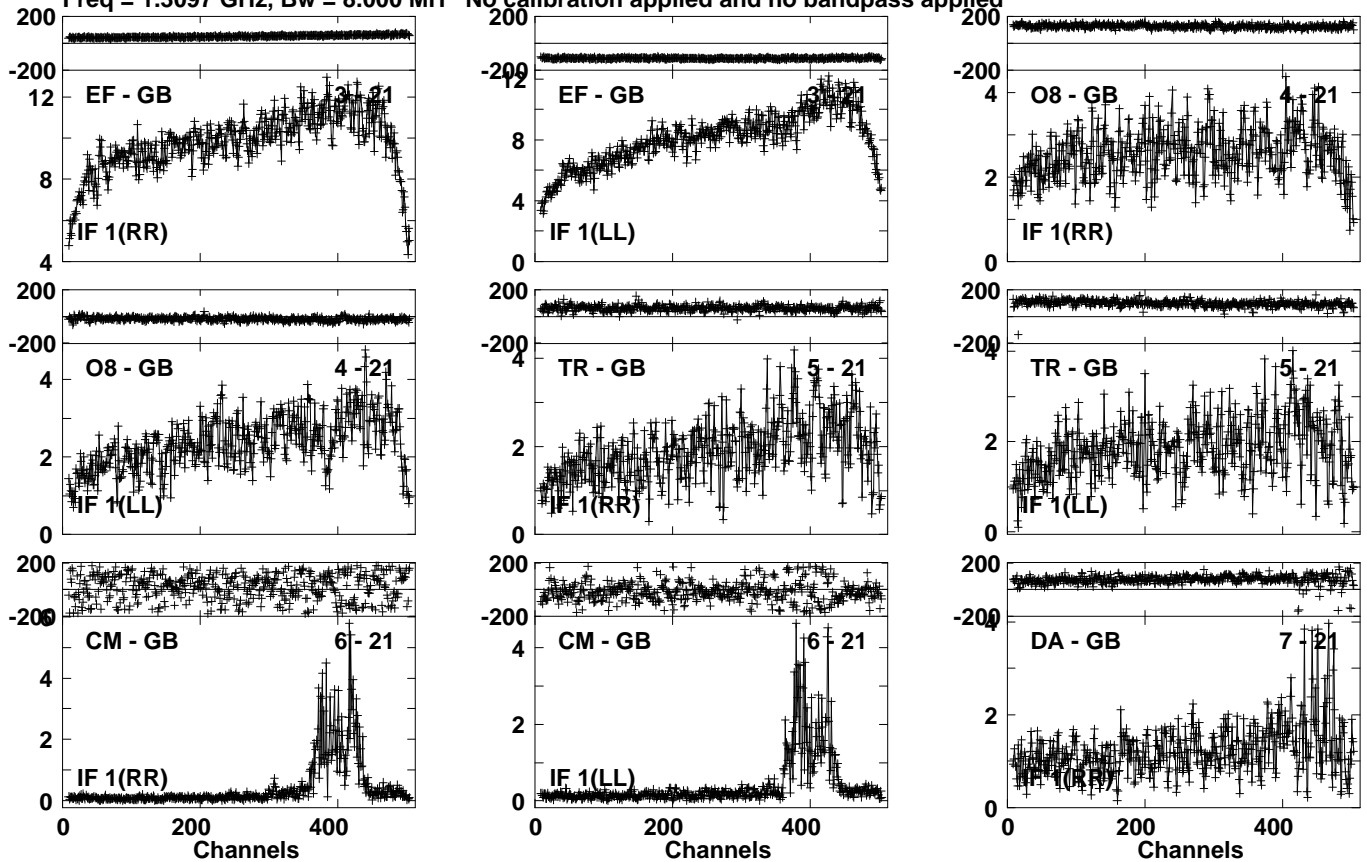 Freq = 1.5097 GHz, Bw = 8.000 MH No calibration applied and no bandpass applied
200 200 200
-200 -200 -200
12 12 4
EF - GB 3 - 21 EF - GB 3 - 21 O8 - GB 4 - 21
8 8 2
4
IF 1(RR) IF 1(LL) IF 1(RR)
4 0 0
200 200 200
-200 -200 -200
O8 - GB 4 - 21 TR - GB 5 - 21 TR - GB 5 - 21
4 4 4
2 2 2
IF 1(LL) IF 1(RR) IF 1(LL)
0 0 0
200 200 200
-200 -200 -200
6 4
CM - GB 6 - 21 CM - GB 6 - 21 DA - GB 7 - 21
4 4
2 2 2
IF 1(RR) IF 1(LL) IF 1(RR)
0 0 0
0 200 400 0 200 400 0 200 400
Channels Channels Channels